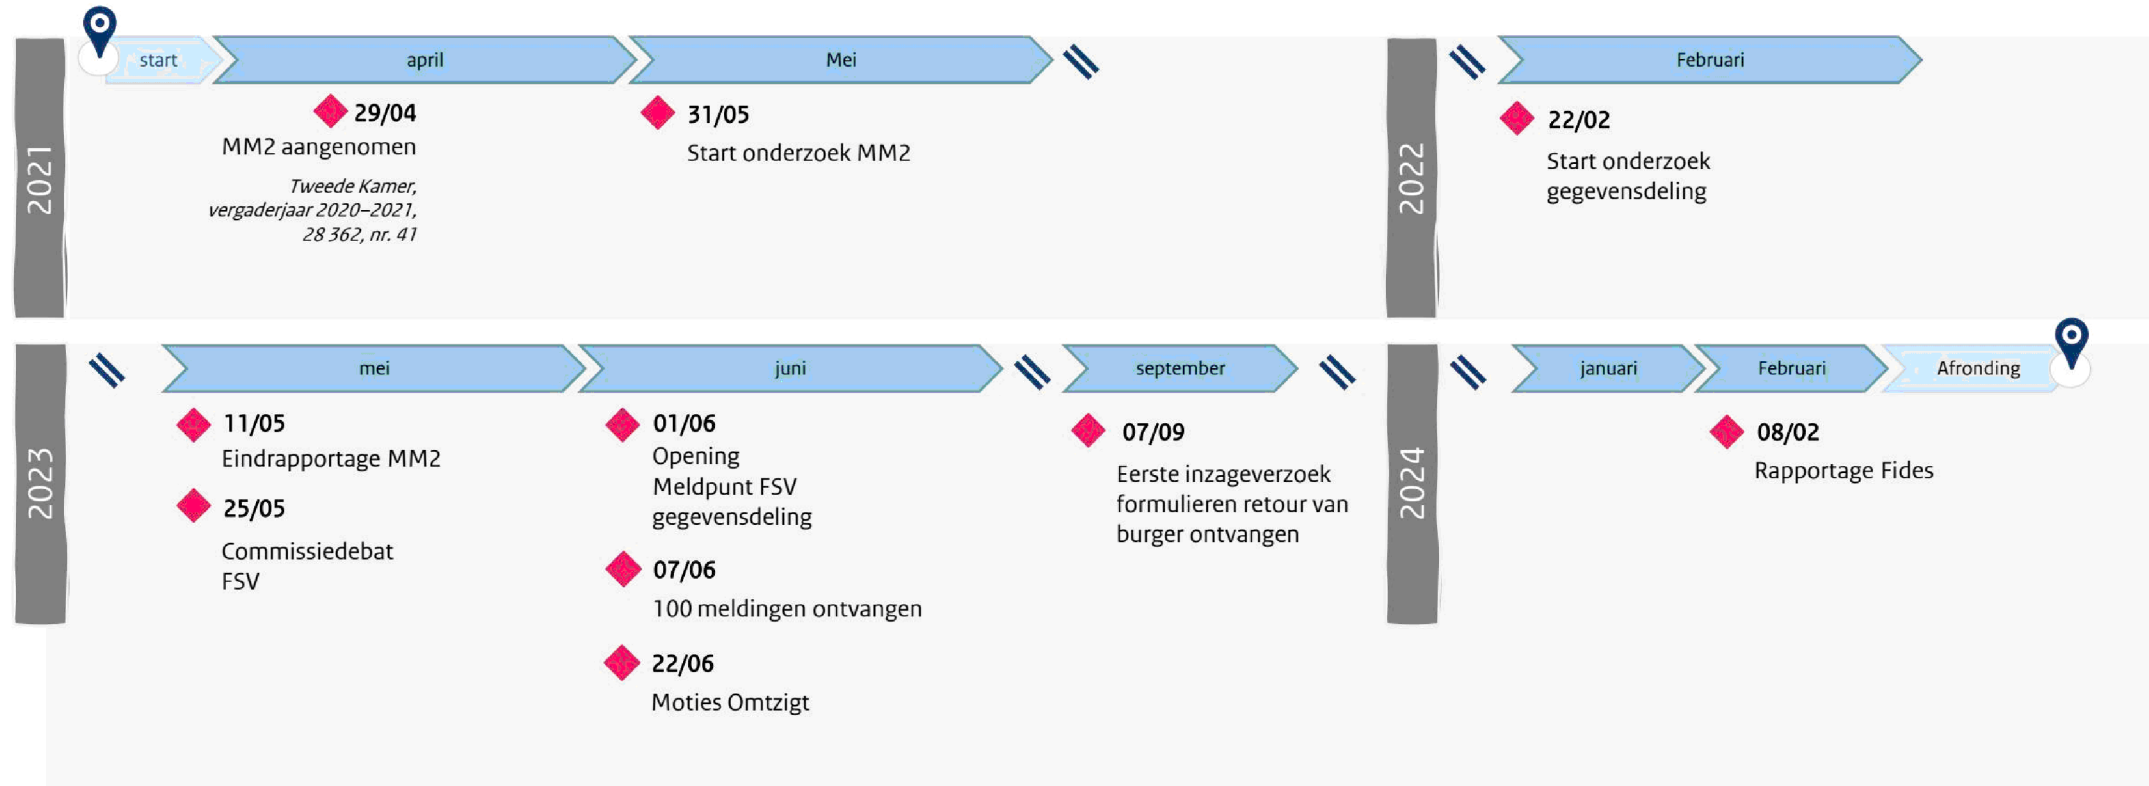 2021
start
april
Mei
29/04
MM2 aangenomen
Tweede Kamer,
vergaderjaar 2020–2021,
28 362, nr. 41
31/05
Start onderzoek MM2
2022
Februari
22/02
Start onderzoek
gegevensdeling
2023
mei
juni
september
11/05
Eindrapportage MM2
25/05
Commissiedebat
FSV
01/06
Opening
Meldpunt FSV
gegevensdeling
07/06
100 meldingen ontvangen
22/06
Moties Omtzigt
07/09
Eerste inzageverzoek
formulieren retour van
burger ontvangen
2024
januari
Februari
Afronding
08/02
Rapportage Fides